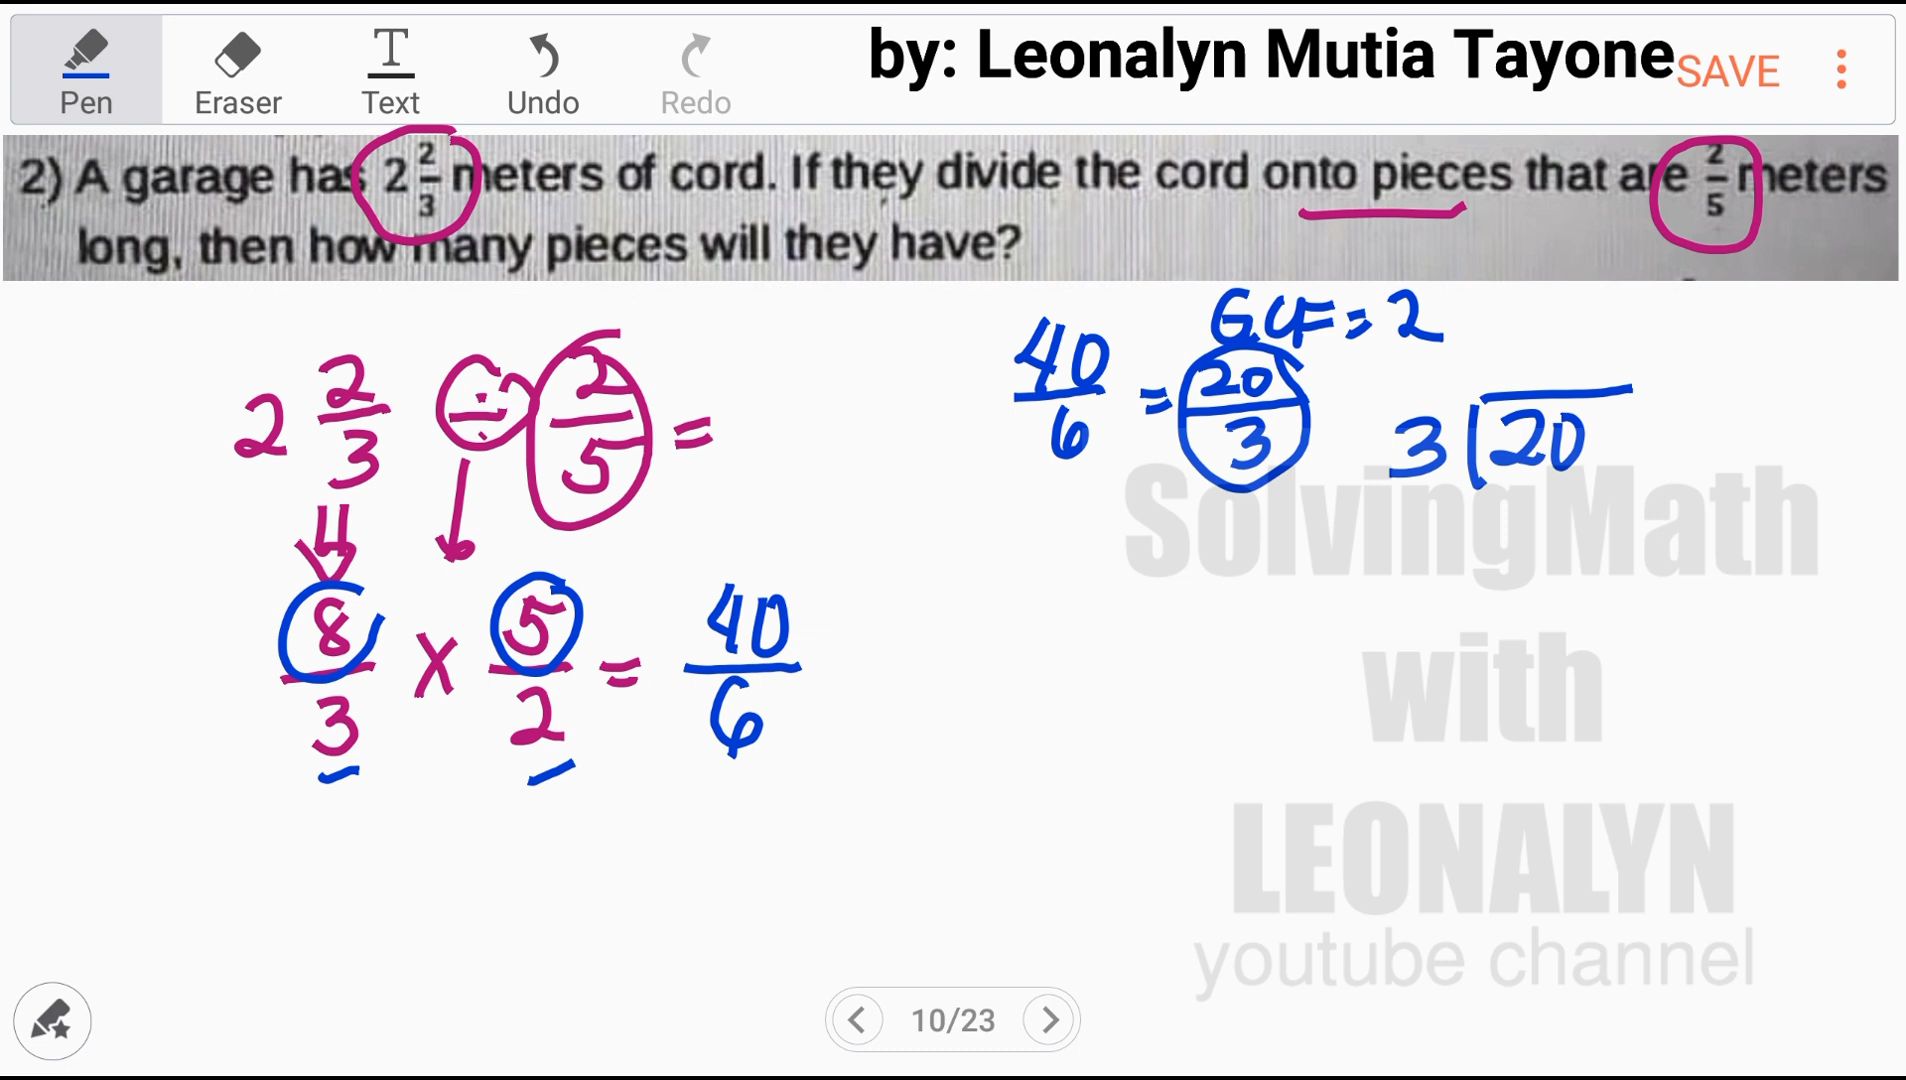 Pen
Eraser
Text
Undo
Redo
by: Leonalyn Mutia Tayone
SAVE
2) A garage has 2 2/3 meters of cord. If they divide the cord onto pieces that are 2/5 meters
long, then how many pieces will they have?
2 2/3 ÷ 2/5 =
8/3 x 5/2 = 40/6
GCF = 2
40/6 = 20/3
3 20
SolvingMath
with
LEONALYN
youtube channel
10/23